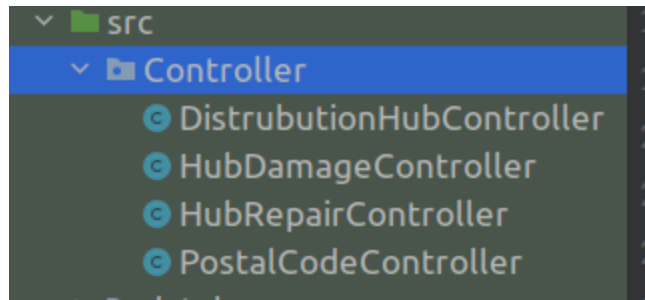 src
Controller
DistrubutionHubController
HubDamageController
HubRepairController
PostalCodeController